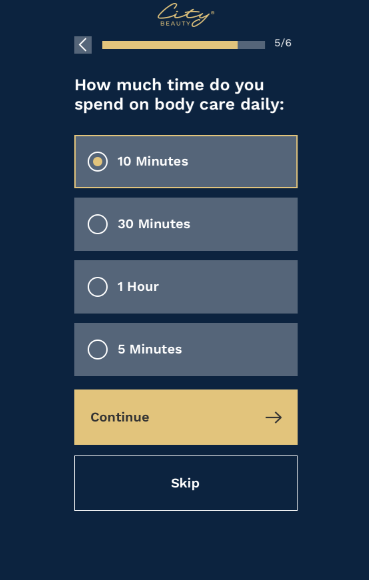 City®
BEAUTY
5/6
How much time do you
spend on body care daily:
10 Minutes
30 Minutes
1 Hour
5 Minutes
Continue
Skip